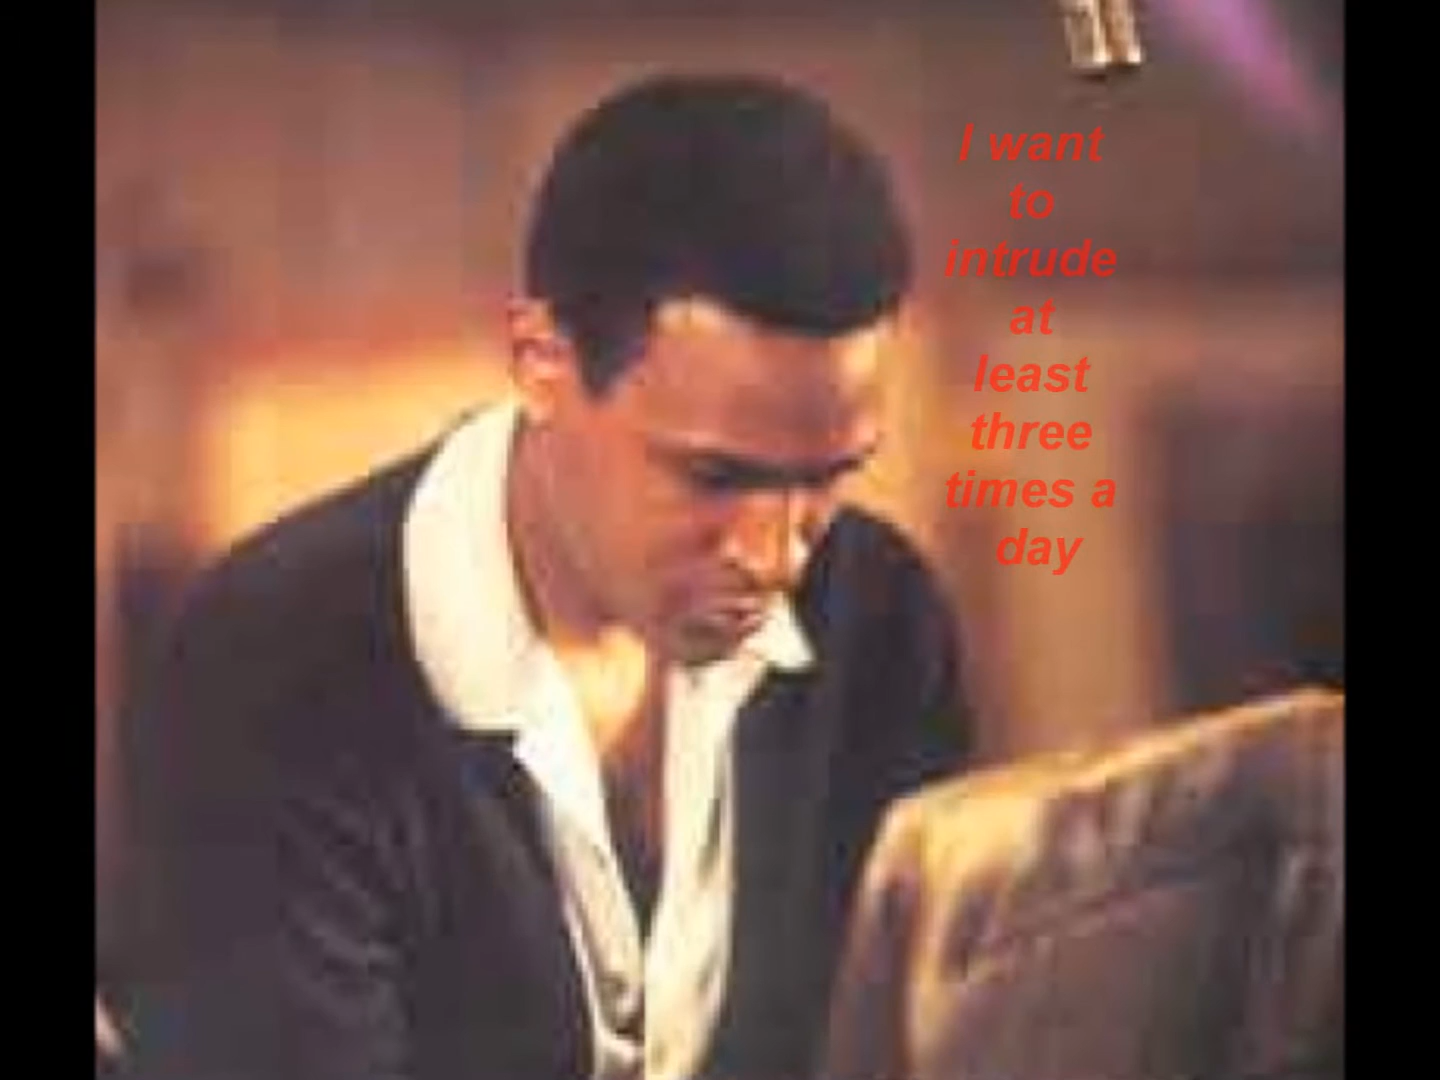 I want
to
intrude
at
least
three
times a
day